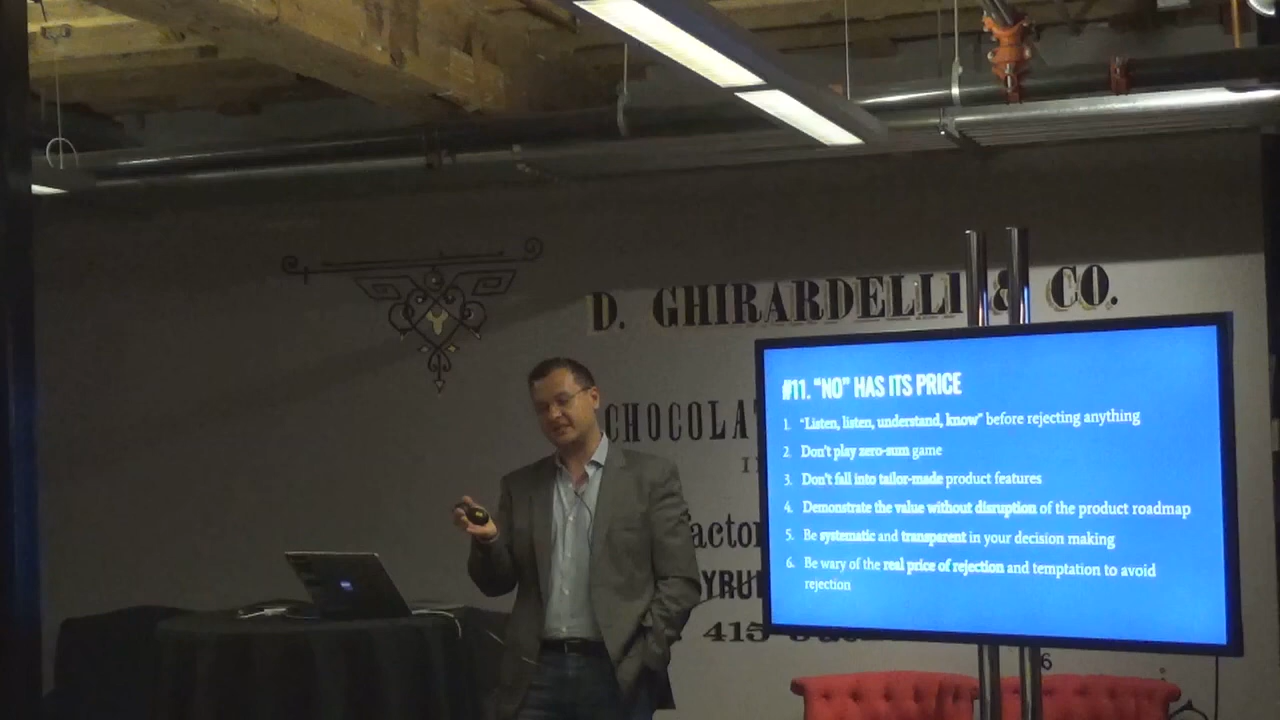 D. GHIRARDELLI & CO.
CHOCOLA
#11. “NO” HAS ITS PRICE
1. “Listen, listen, understand, know” before rejecting anything
2. Don't play zero-sum game
3. Don't fall into tailor-made product features
4. Demonstrate the value without disruption of the product roadmap
5. Be systematic and transparent in your decision making
6. Be wary of the real price of rejection and temptation to avoid
rejection
actor
YRU
415
6